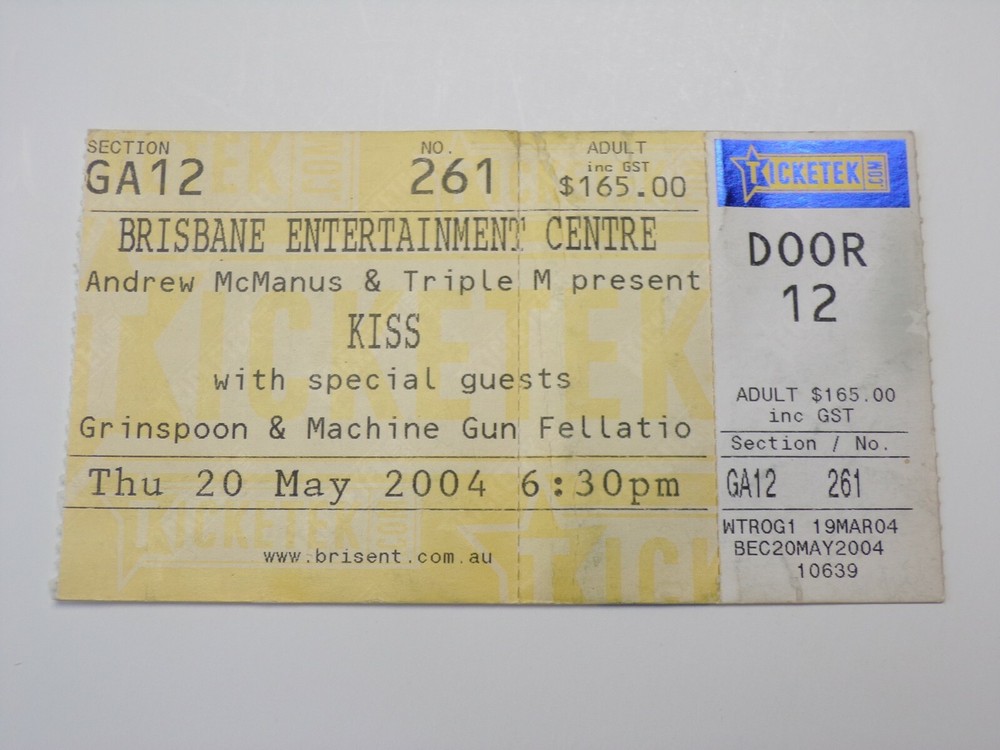 SECTION NO. ADULT
inc GST
GA12 261 $165.00
BRISBANE ENTERTAINMENT CENTRE
Andrew McManus & Triple M present
KISS
with special guests
Grinspoon & Machine Gun Fellatio
Thu 20 May 2004 6:30pm
www.brisent.com.au
TICKETEK.COM
DOOR
12
ADULT $165.00
inc GST
Section / No.
GA12 261
WTROG1 19MAR04
BEC20MAY2004
10639